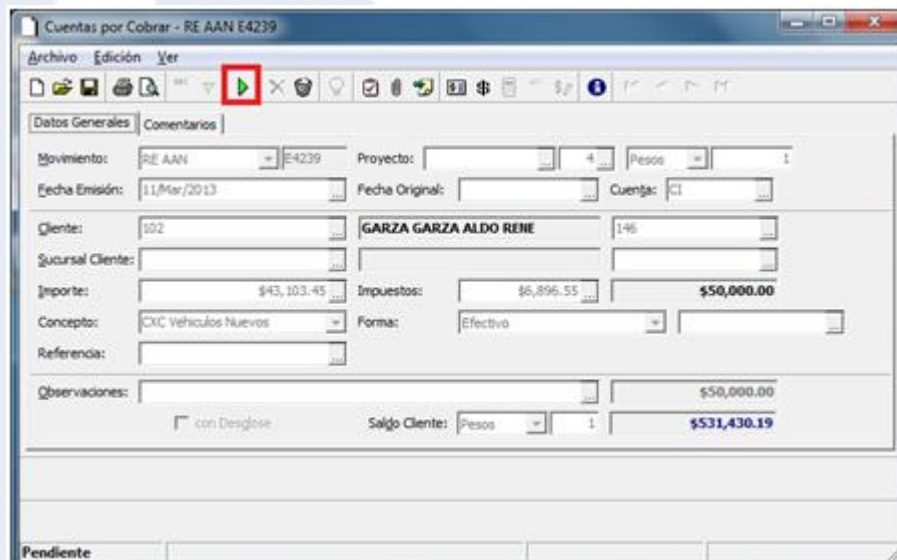 Cuentas por Cobrar - RE AAN E4239
Archivo Edición Ver
Datos Generales Comentarios
Movimiento: RE AAN E4239 Proyecto: 4 Pesos 1
Fecha Emisión: 11/Mar/2013 Fecha Original: Cuenta: CI
Cliente: 102 GARZA GARZA ALDO RENE 146
Sucursal Cliente:
Importe: $43,103.45 Impuestos: $6,896.55 $50,000.00
Concepto: CXC Vehiculos Nuevos Forma: Efectivo
Referencia:
Observaciones: $50,000.00
con Desglose Saldo Cliente: Pesos 1 $531,430.19
Pendiente